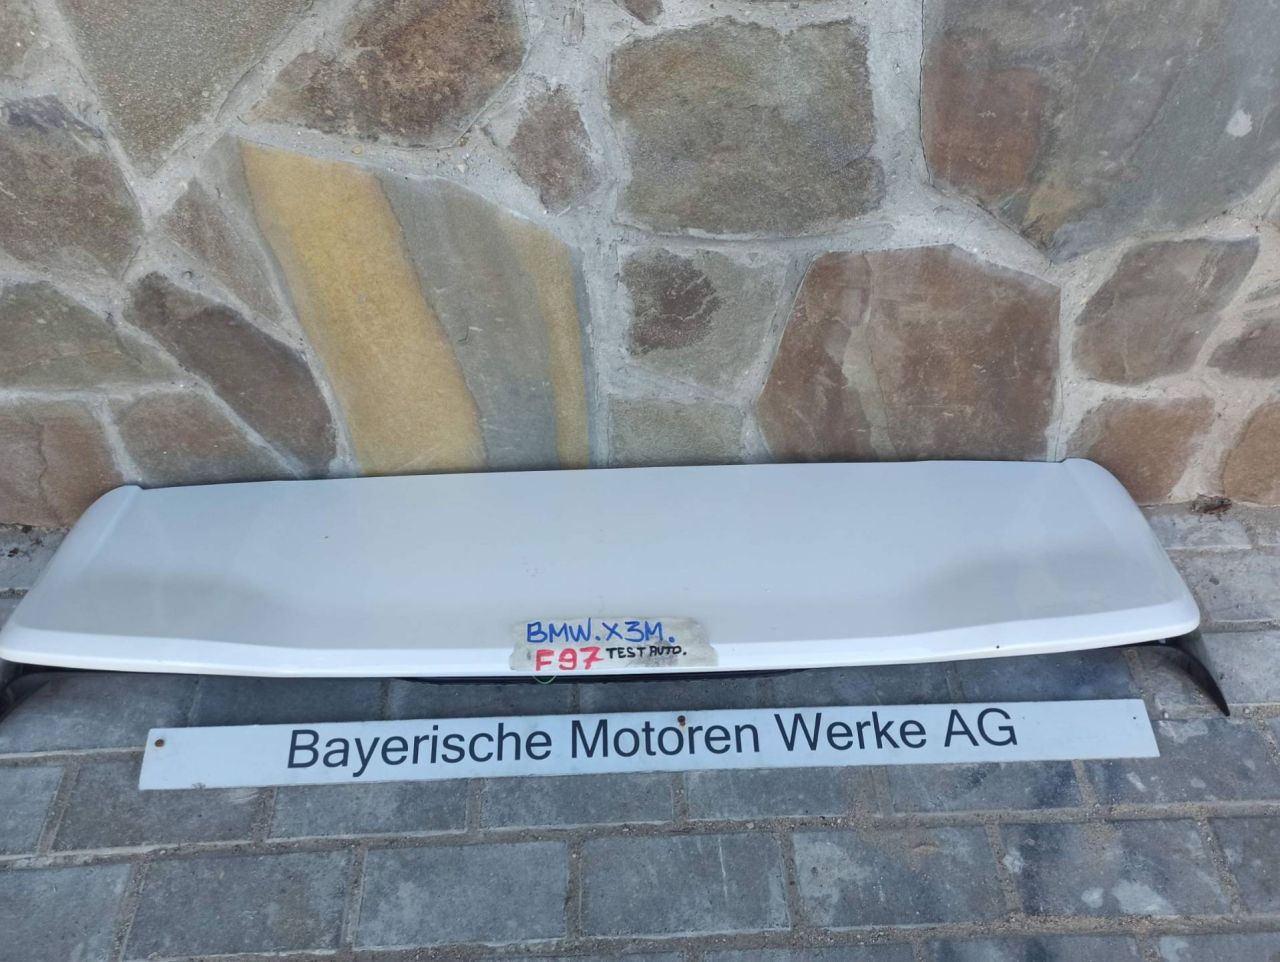 BMW. X3M.
F97 TEST AUTO.
Bayerische Motoren Werke AG